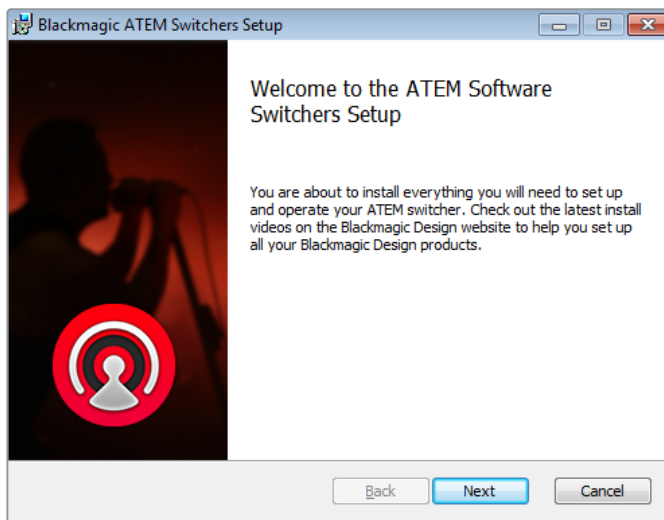 Blackmagic ATEM Switchers Setup
Welcome to the ATEM Software
Switchers Setup
You are about to install everything you will need to set up
and operate your ATEM switcher. Check out the latest install
videos on the Blackmagic Design website to help you set up
all your Blackmagic Design products.
Back Next Cancel